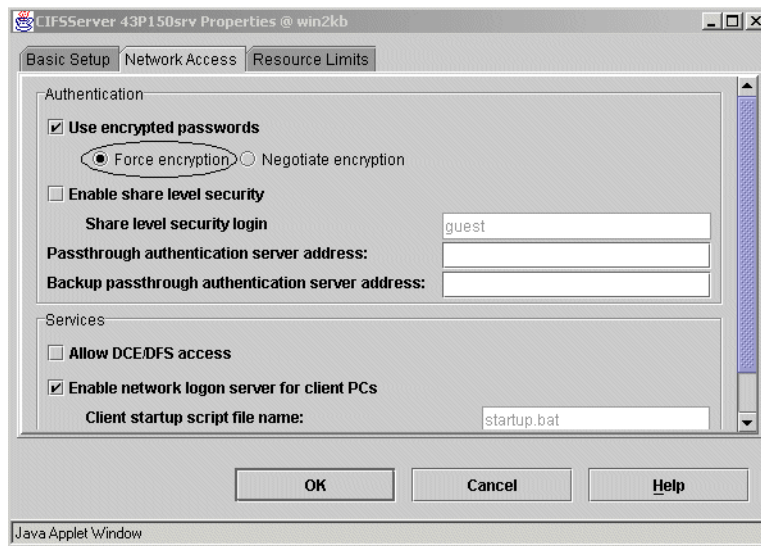 CIFSServer 43P150srv Properties @ win2kb
Basic Setup Network Access Resource Limits
Authentication
Use encrypted passwords
Force encryption Negotiate encryption
Enable share level security
Share level security login guest
Passthrough authentication server address:
Backup passthrough authentication server address:
Services
Allow DCE/DFS access
Enable network logon server for client PCs
Client startup script file name: startup.bat
OK Cancel Help
Java Applet Window